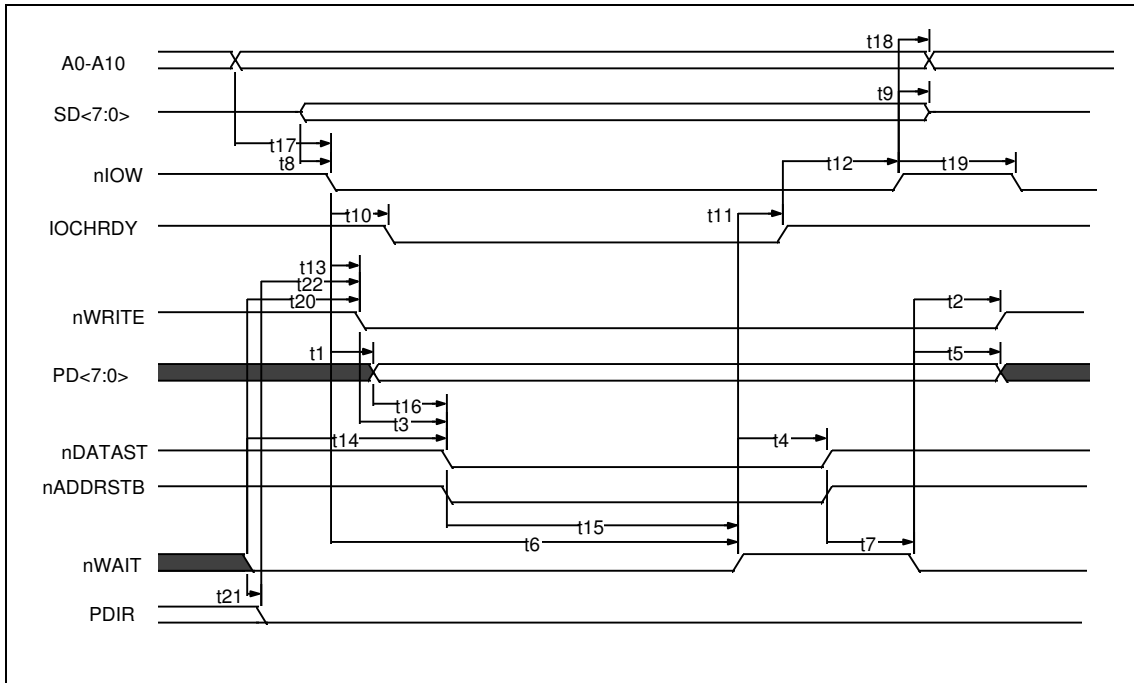 t18
A0-A10
t9
SD<7:0>
t17
t8
t12
t19
nIOW
t10
t11
IOCHRDY
t13
t22
t20
t2
nWRITE
t1
t5
PD<7:0>
t16
t3
t14
t4
nDATAST
nADDRSTB
t15
t6
t7
nWAIT
t21
PDIR